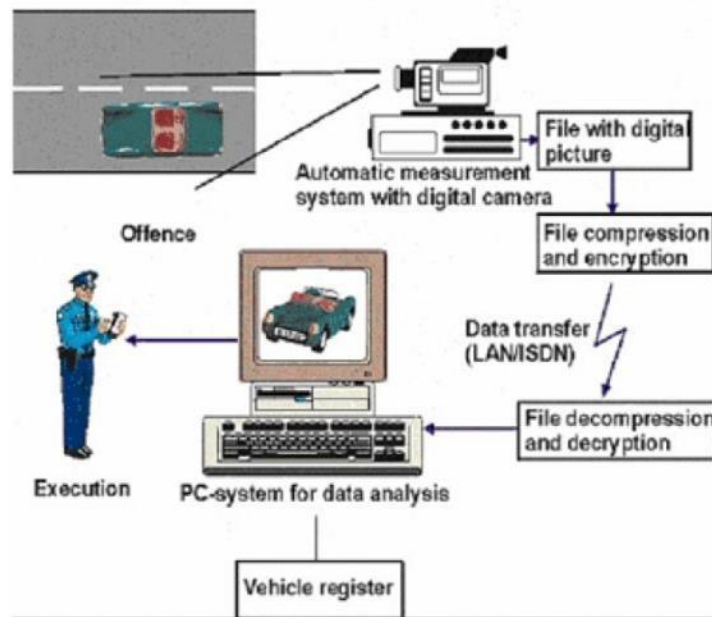 File with digital
picture
Automatic measurement
system with digital camera
Offence
File compression
and encryption
Data transfer
(LAN/ISDN)
File decompression
and decryption
Execution
PC-system for data analysis
Vehicle register